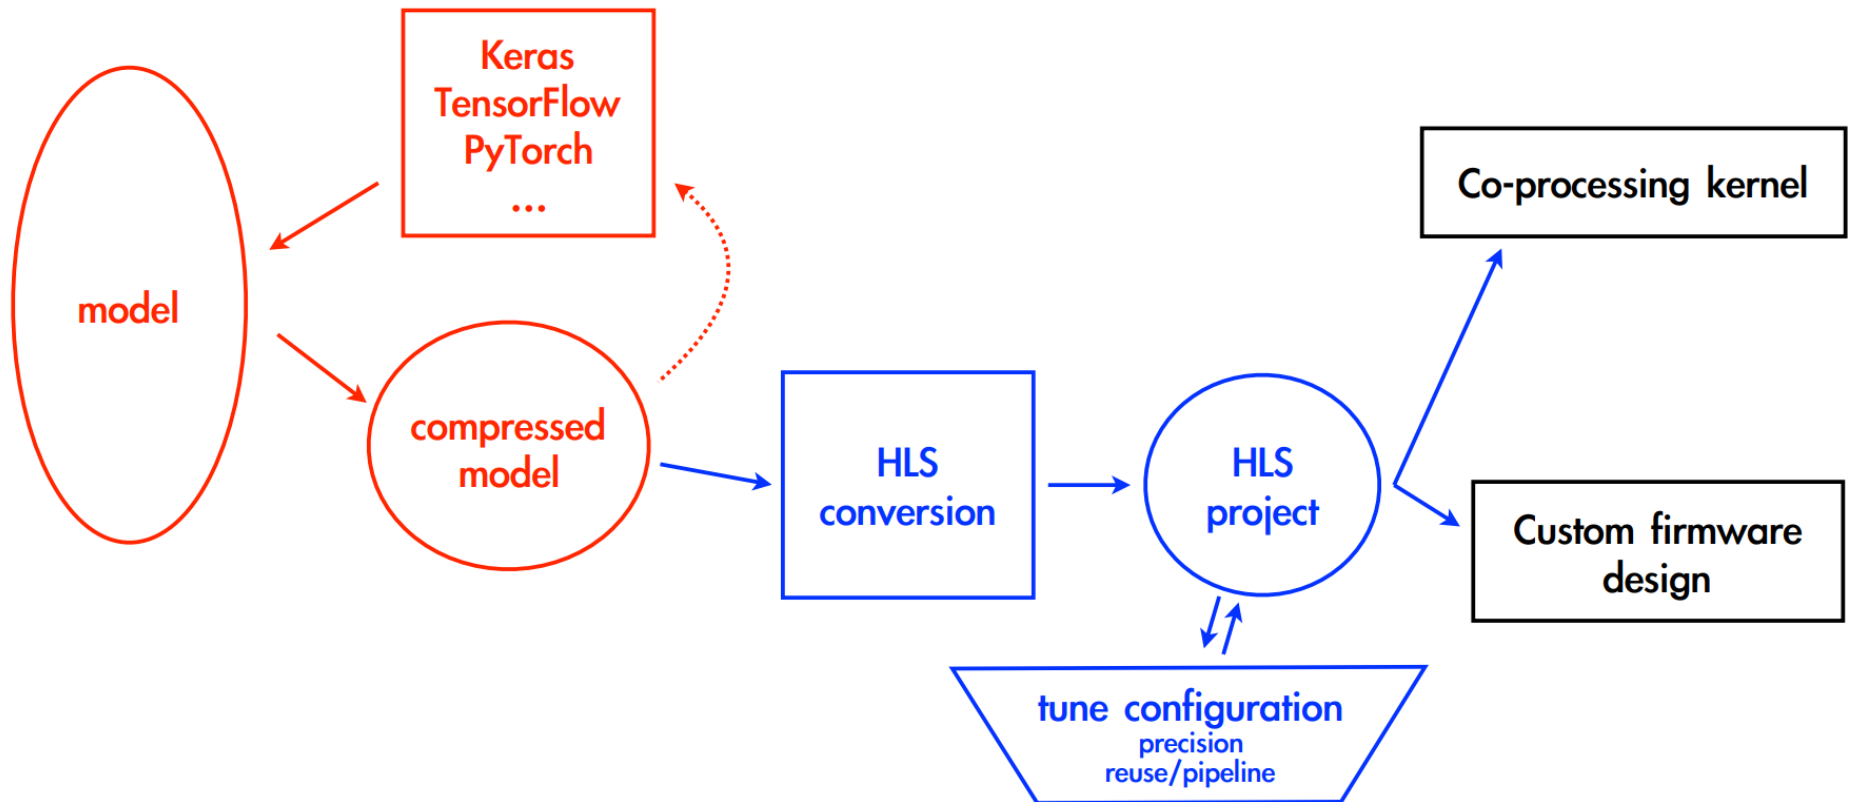 Keras
TensorFlow
PyTorch
...
model
compressed
model
HLS
conversion
HLS
project
tune configuration
precision
reuse/pipeline
Co-processing kernel
Custom firmware
design